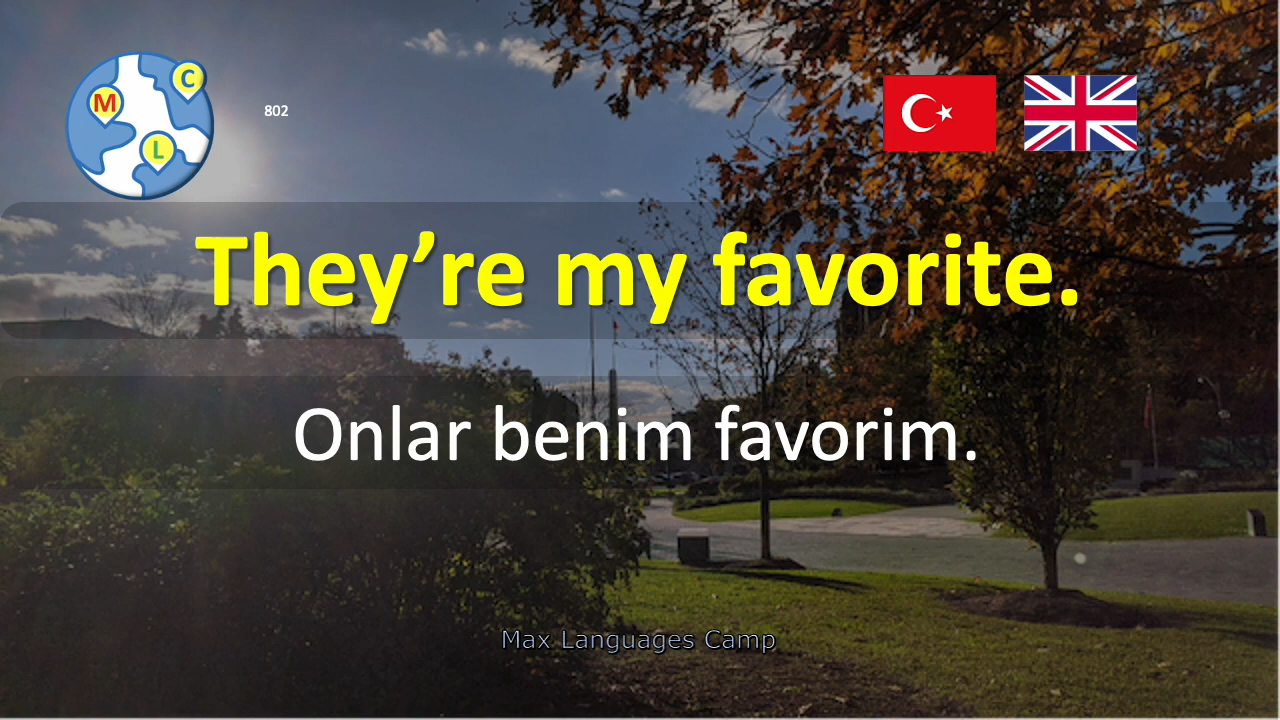 C
M
802
L
They’re my favorite.
Onlar benim favorim.
Max Languages Camp